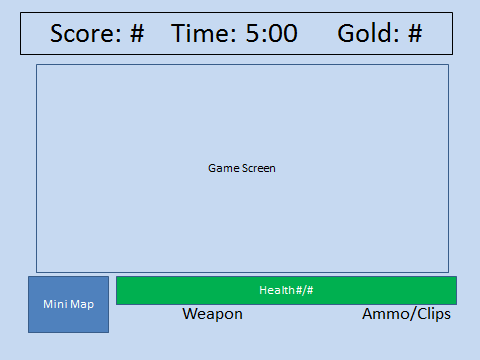 Score: # Time: 5:00 Gold: #
Game Screen
Mini Map
Health#/#
Weapon Ammo/Clips